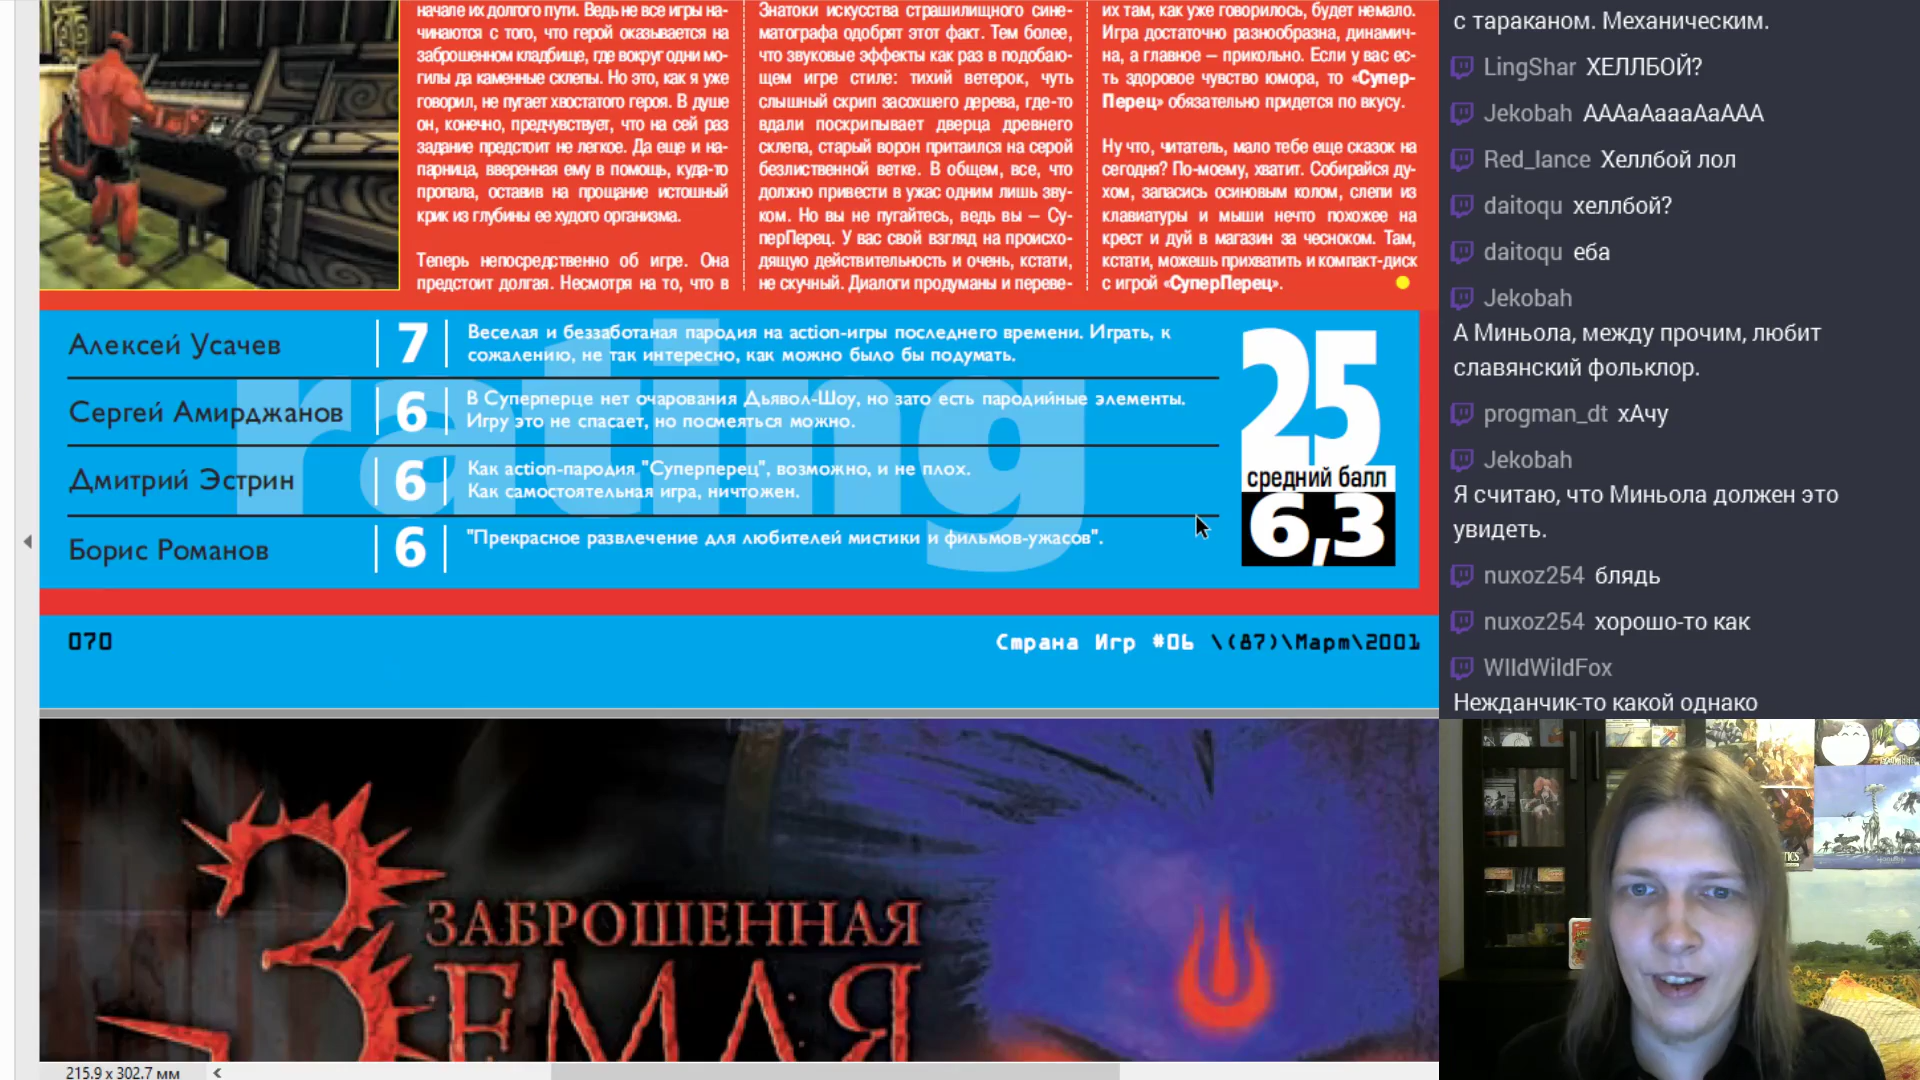 начале их долгого пути. Ведь не все игры на-
чинаются с того, что герой оказывается на
заброшенном кладбище, где вокруг одни мо-
гилы да каменные склепы. Но это, как я уже
говорил, не пугает хвостатого героя. В душе
он, конечно, предчувствует, что на сей раз
задание предстоит не легкое. Да еще и на-
парница, вверенная ему в помощь, куда-то
пропала, оставив на прощание истошный
крик из глубины ее худого организма.
Теперь непосредственно об игре. Она
предстоит долгая. Несмотря на то, что в
Знатоки искусства страшилищного сине-
матографа одобрят этот факт. Тем более,
что звуковые эффекты как раз в подобаю-
щем игре стиле: тихий ветерок, чуть
слышный скрип засохшего дерева, где-то
вдали поскрипывает дверца древнего
склепа, старый ворон притаился на серой
безлиственной ветке. В общем, все, что
должно привести в ужас одним лишь зву-
ком. Но вы не пугайтесь, ведь вы – Су-
перПерец. У вас свой взгляд на происхо-
дящую действительность и очень, кстати,
не скучный. Диалоги продуманы и переве-
их там, как уже говорилось, будет немало.
Игра достаточно разнообразна, динамич-
на, а главное – прикольно. Если у вас ес-
ть здоровое чувство юмора, то «Супер-
Перец» обязательно придется по вкусу.
Ну что, читатель, мало тебе еще сказок на
сегодня? По-моему, хватит. Собирайся ду-
хом, запасись осиновым колом, слепи из
клавиатуры и мыши нечто похожее на
крест и дуй в магазин за чесноком. Там,
кстати, можешь прихватить и компакт-диск
с игрой «СуперПерец».
rating
Алексей Усачев
7
Веселая и беззаботаная пародия на action-игры последнего времени. Играть, к
сожалению, не так интересно, как можно было бы подумать.
Сергей Амирджанов
6
В Суперперце нет очарования Дьявол-Шоу, но зато есть пародийные элементы.
Игру это не спасает, но посмеяться можно.
Дмитрий Эстрин
6
Как action-пародия "Суперперец", возможно, и не плох.
Как самостоятельная игра, ничтожен.
Борис Романов
6
"Прекрасное развлечение для любителей мистики и фильмов-ужасов".
25
средний балл
6,3
070
Страна Игр #06 \(87)\Март\2001
ЗАБРОШЕННАЯ
ЗЕМЛЯ
215.9 x 302.7 мм
с тараканом. Механическим.
LingShar ХЕЛЛБОЙ?
Jekobah АААаАаааАаААА
Red_lance Хеллбой лол
daitoqu хеллбой?
daitoqu еба
Jekobah
А Миньола, между прочим, любит
славянский фольклор.
progman_dt хАчу
Jekobah
Я считаю, что Миньола должен это
увидеть.
nuxoz254 блядь
nuxoz254 хорошо-то как
WIldWildFox
Нежданчик-то какой однако